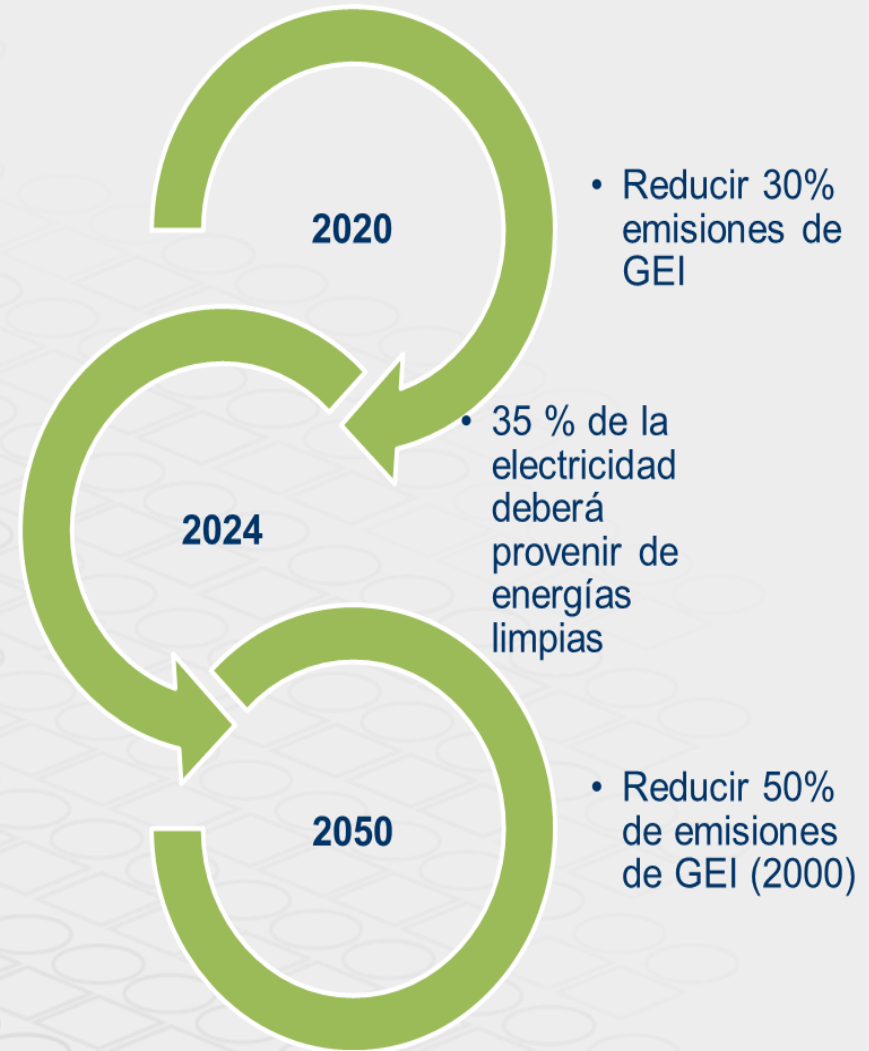 2020
• Reducir 30%
emisiones de
GEI
2024
• 35 % de la
electricidad
deberá
provenir de
energías
limpias
2050
• Reducir 50%
de emisiones
de GEI (2000)